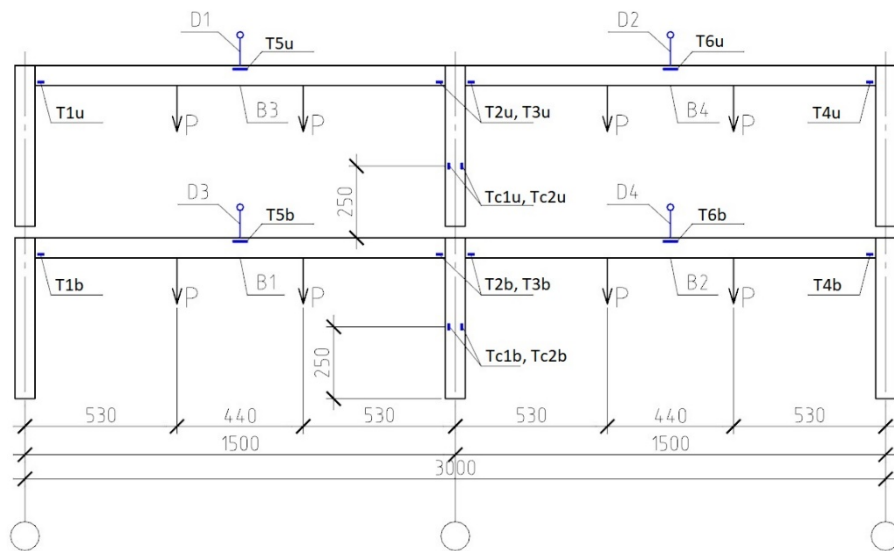 D1
D2
T5u
T6u
T1u
P
B3
P
T2u, T3u
P
B4
P
T4u
250
Tc1u, Tc2u
D3
D4
T5b
T6b
T1b
P
B1
P
T2b, T3b
P
B2
P
T4b
250
Tc1b, Tc2b
530
440
530
530
440
530
1500
1500
3000